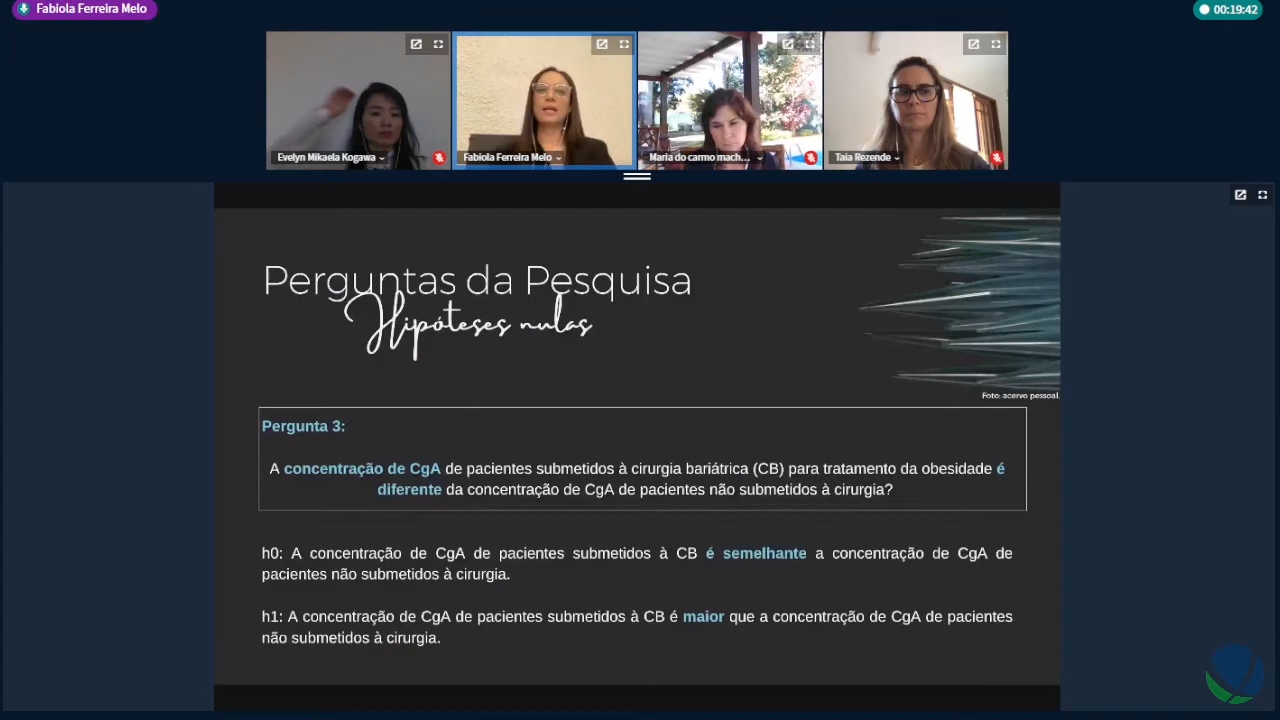 Fabiola Ferreira Melo
00:19:42
Evelyn Mikaela Kogawa
Fabiola Ferreira Melo
Maria do carmo mach...
Taia Rezende
Perguntas da Pesquisa
Hipóteses nulas
Foto: acervo pessoal.
Pergunta 3:
A concentração de CgA de pacientes submetidos à cirurgia bariátrica (CB) para tratamento da obesidade é
diferente da concentração de CgA de pacientes não submetidos à cirurgia?
h0: A concentração de CgA de pacientes submetidos à CB é semelhante a concentração de CgA de
pacientes não submetidos à cirurgia.
h1: A concentração de CgA de pacientes submetidos à CB é maior que a concentração de CgA de pacientes
não submetidos à cirurgia.